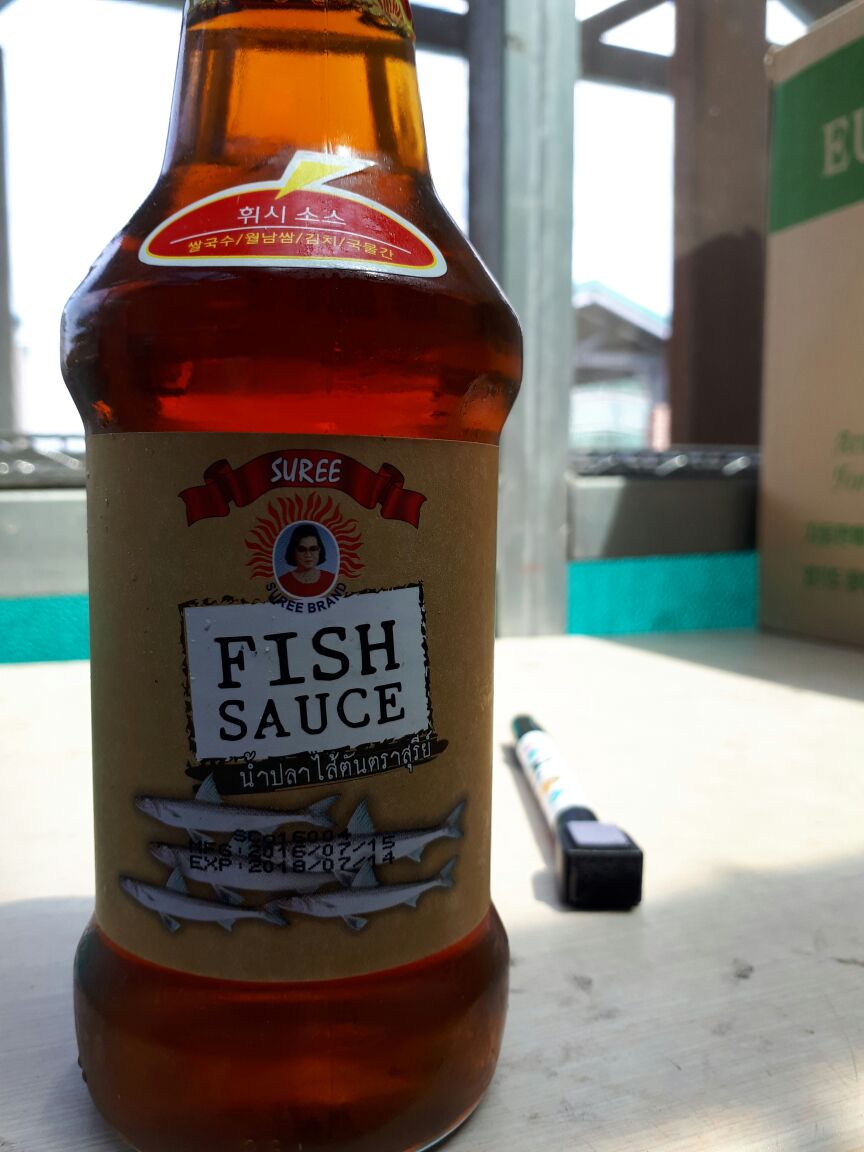 휘시 소스
쌀국수/월남쌈/김치/국물간
SUREE
SUREE BRAND
FISH
SAUCE
น้ำปลาไส้ตันตราสุรีย์
MFG:2016/07/15
EXP:2018/07/14
EU